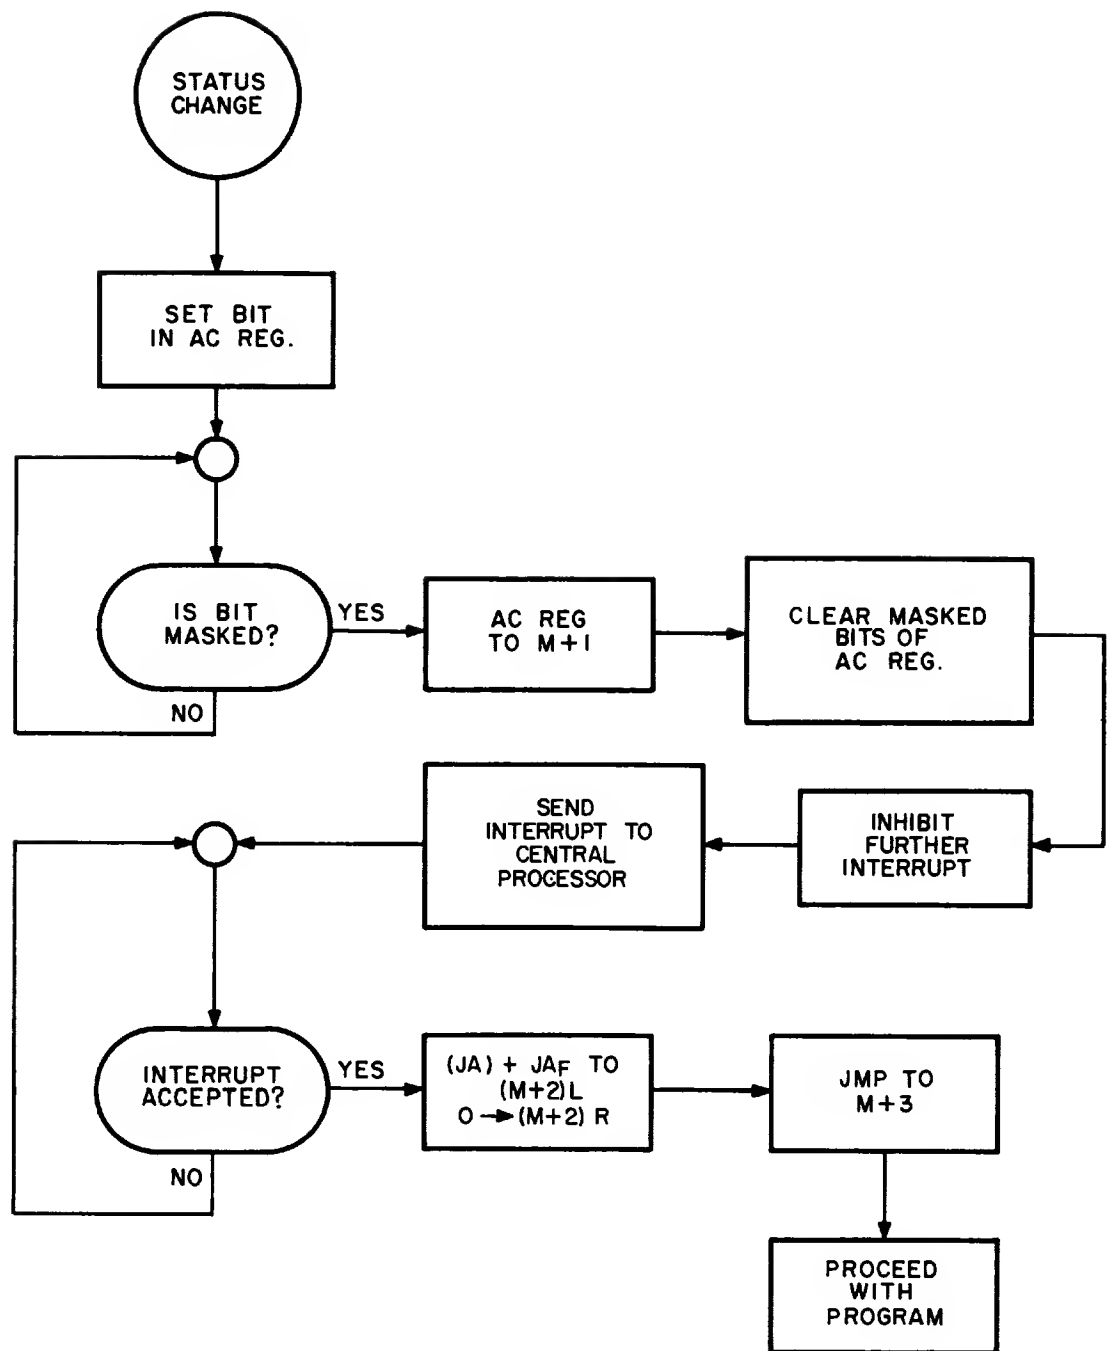 STATUS
CHANGE
SET BIT
IN AC REG.
IS BIT
MASKED?
YES
NO
AC REG
TO M+1
CLEAR MASKED
BITS OF
AC REG.
INHIBIT
FURTHER
INTERRUPT
SEND
INTERRUPT TO
CENTRAL
PROCESSOR
INTERRUPT
ACCEPTED?
YES
NO
(JA) + JAF TO
(M+2)L
O→(M+2) R
JMP TO
M+3
PROCEED
WITH
PROGRAM